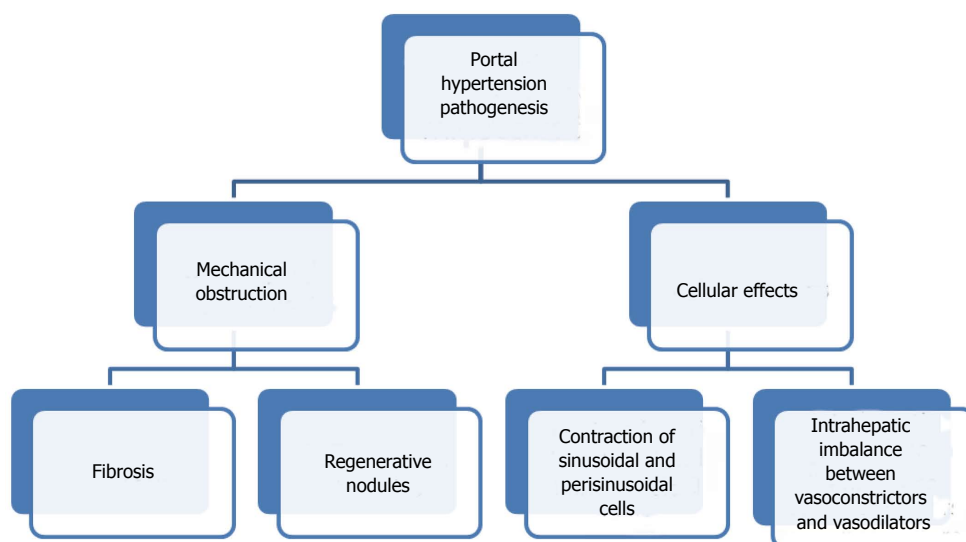 Portal
hypertension
pathogenesis
Mechanical
obstruction
Cellular effects
Fibrosis
Regenerative
nodules
Contraction of
sinusoidal and
perisinusoidal
cells
Intrahepatic
imbalance
between
vasoconstrictors
and vasodilators